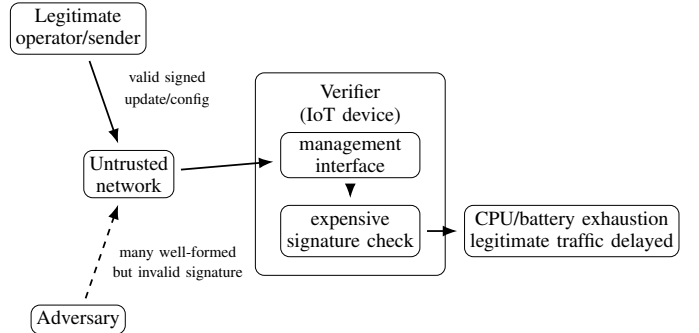 Legitimate
operator/sender
valid signed
update/config
Verifier
(IoT device)
management
interface
Untrusted
network
expensive
signature check
CPU/battery exhaustion
legitimate traffic delayed
many well-formed
but invalid signature
Adversary